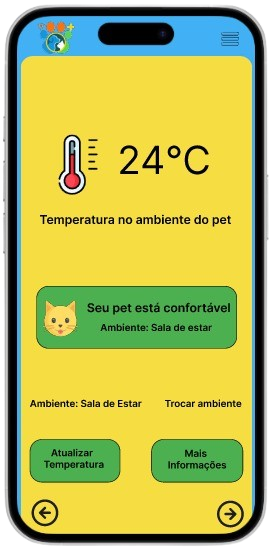 24°C
Temperatura no ambiente do pet
Seu pet está confortável
Ambiente: Sala de estar
Ambiente: Sala de Estar
Trocar ambiente
Atualizar
Temperatura
Mais
Informações